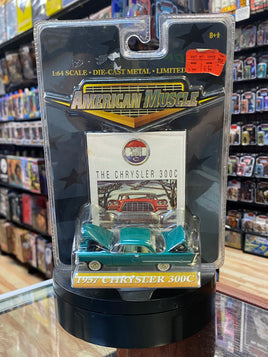 8+
1:64 SCALE • DIE-CAST METAL • LIMITED
AMERICAN MUSCLE
THE CHRYSLER 300C
1957 CHRYSLER 300C